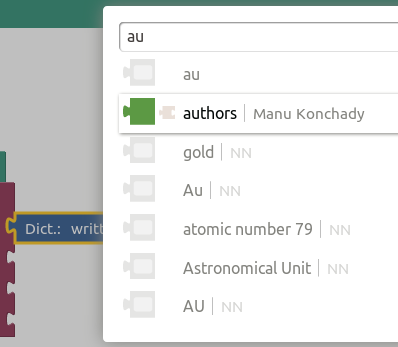 au
au
authors | Manu Konchady
gold | NN
Au | NN
Dict.: writt
atomic number 79 | NN
Astronomical Unit | NN
AU | NN